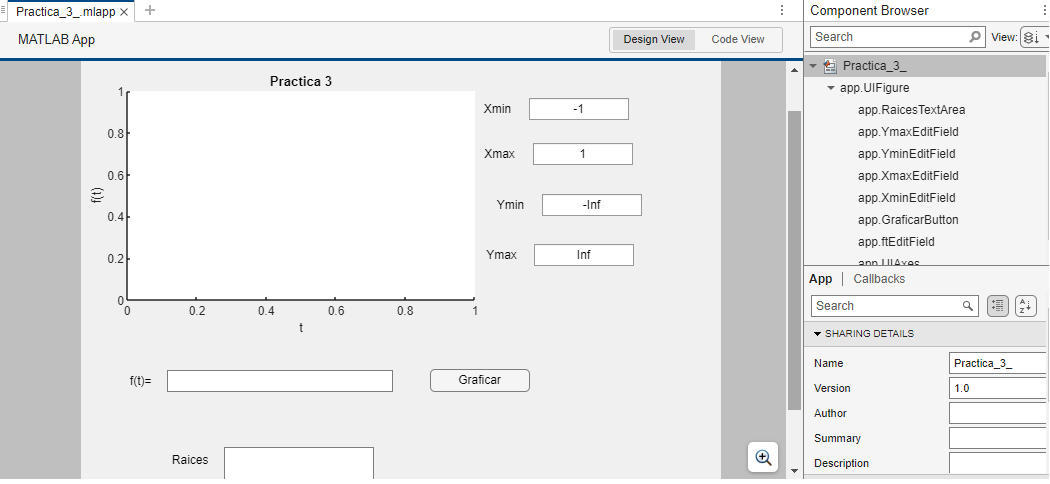 Practica_3_.mlapp
MATLAB App
Design View
Code View
Practica 3
1
0.8
0.6
0.4
0.2
0
0
0.2
0.4
0.6
0.8
1
f(t)
t
Xmin
-1
Xmax
1
Ymin
-Inf
Ymax
Inf
f(t)=
Graficar
Raices
Component Browser
Search
View:
Practica_3_
app.UIFigure
app.RaicesTextArea
app.YmaxEditField
app.YminEditField
app.XmaxEditField
app.XminEditField
app.GraficarButton
app.ftEditField
app.UIAxes
App
Callbacks
Search
SHARING DETAILS
Name
Practica_3_
Version
1.0
Author
Summary
Description